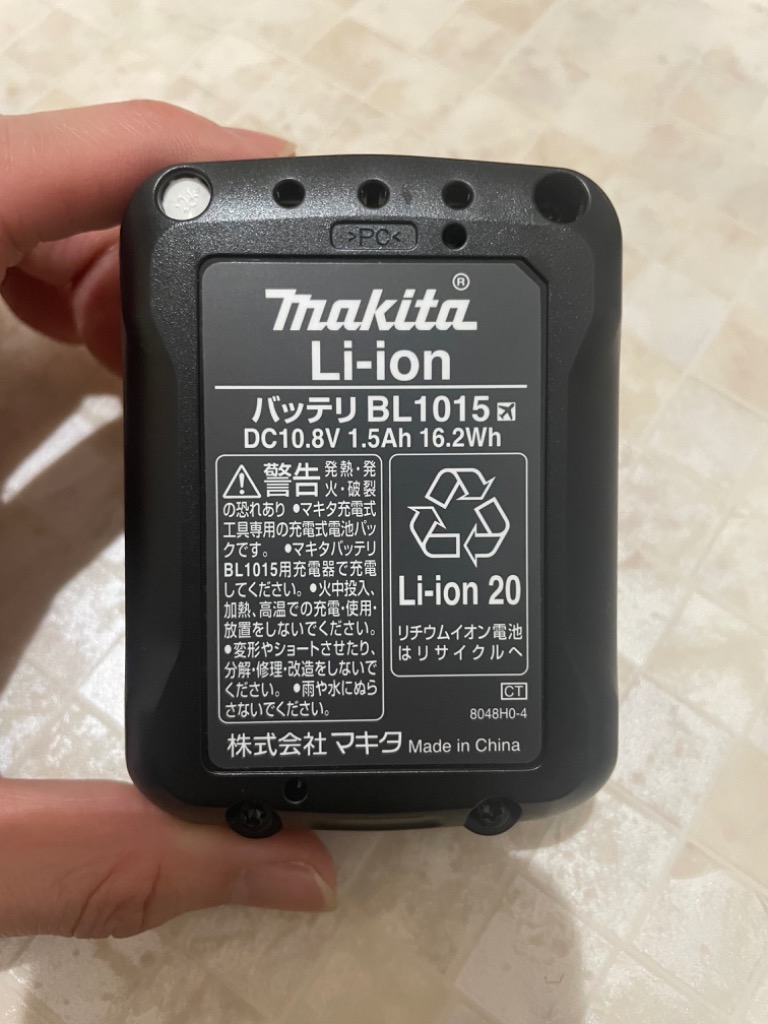 >PC<
makita®
Li-ion
バッテリ BL1015
DC10.8V 1.5Ah 16.2Wh
警告 発熱・発
火・破裂
の恐れあり ●マキタ充電式
工具専用の充電式電池パッ
クです。 ●マキタバッテリ
BL1015用充電器で充電
してください。●火中投入、
加熱、高温での充電・使用・
放置をしないでください。
●変形やショートさせたり、
分解・修理・改造をしないで
ください。 ●雨や水にぬら
さないでください。
Li-ion 20
リチウムイオン電池
はリサイクルへ
CT
8048H0-4
株式会社マキタ Made in China